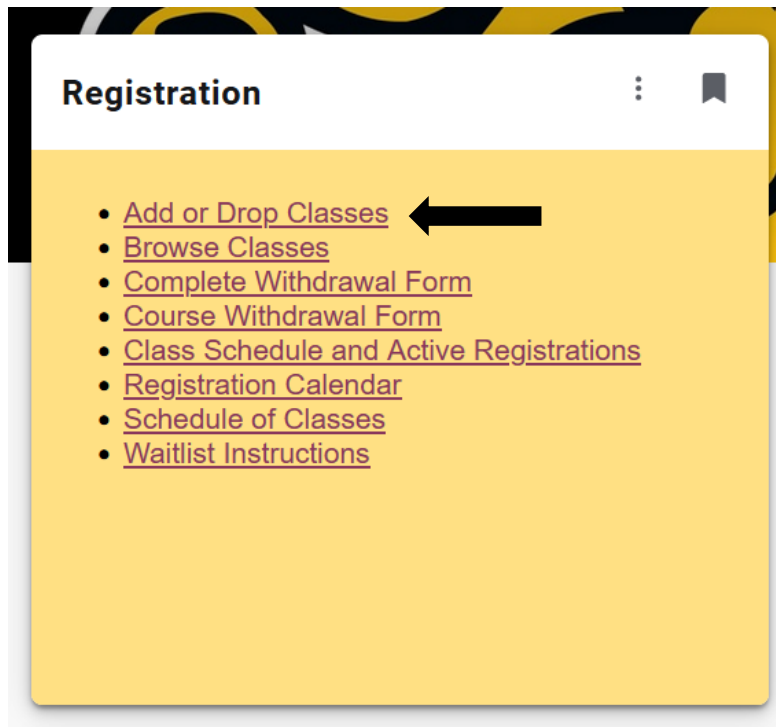 Registration
Add or Drop Classes
Browse Classes
Complete Withdrawal Form
Course Withdrawal Form
Class Schedule and Active Registrations
Registration Calendar
Schedule of Classes
Waitlist Instructions